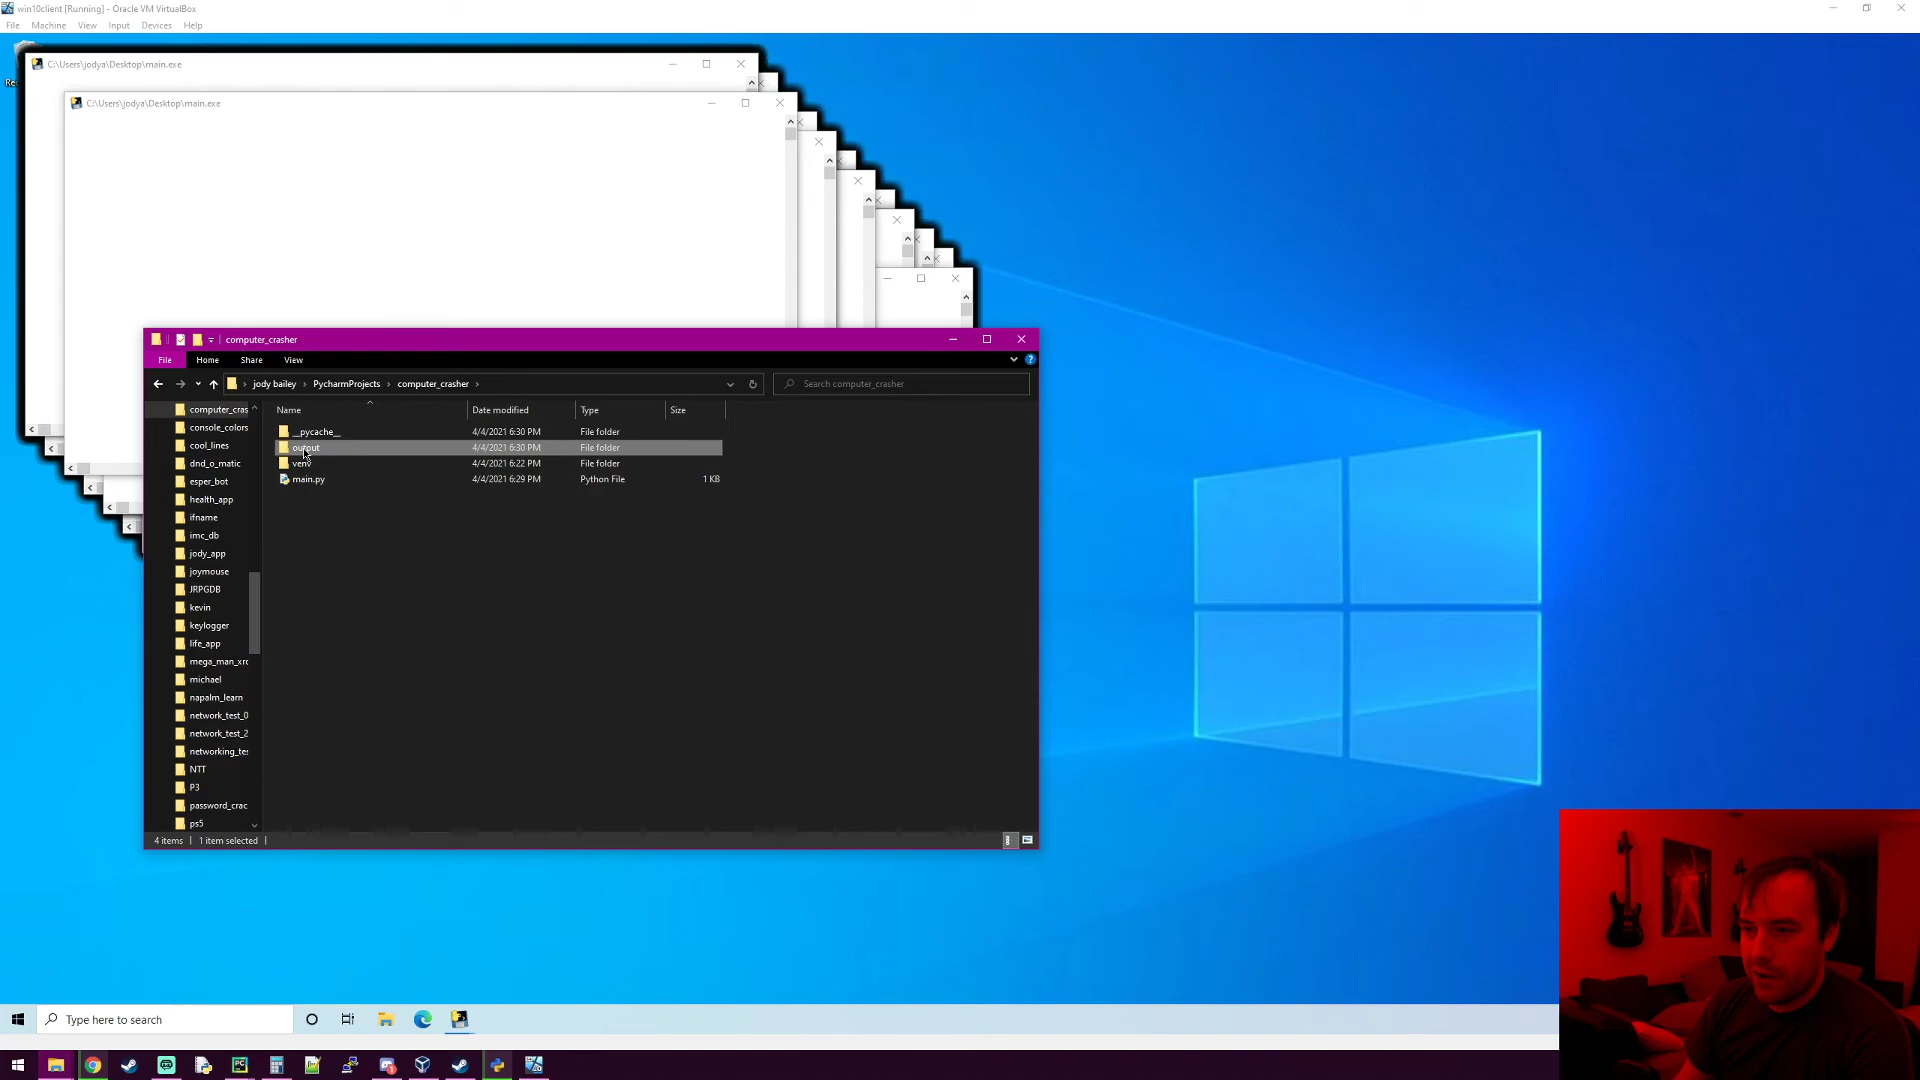 win10client [Running] - Oracle VM VirtualBox
File Machine View Input Devices Help
C:\Users\jodya\Desktop\main.exe
C:\Users\jodya\Desktop\main.exe
computer_crasher
File Home Share View
jody bailey PycharmProjects computer_crasher
Search computer_crasher
Name Date modified Type Size
__pycache__ 4/4/2021 6:30 PM File folder
output 4/4/2021 6:30 PM File folder
venv 4/4/2021 6:22 PM File folder
main.py 4/4/2021 6:29 PM Python File 1 KB
computer_cras
console_colors
cool_lines
dnd_o_matic
esper_bot
health_app
ifname
imc_db
jody_app
joymouse
JRPGDB
kevin
keylogger
life_app
mega_man_xro
michael
napalm_learn
network_test_0
network_test_2
networking_tes
NTT
P3
password_crac
ps5
4 items 1 item selected
Type here to search